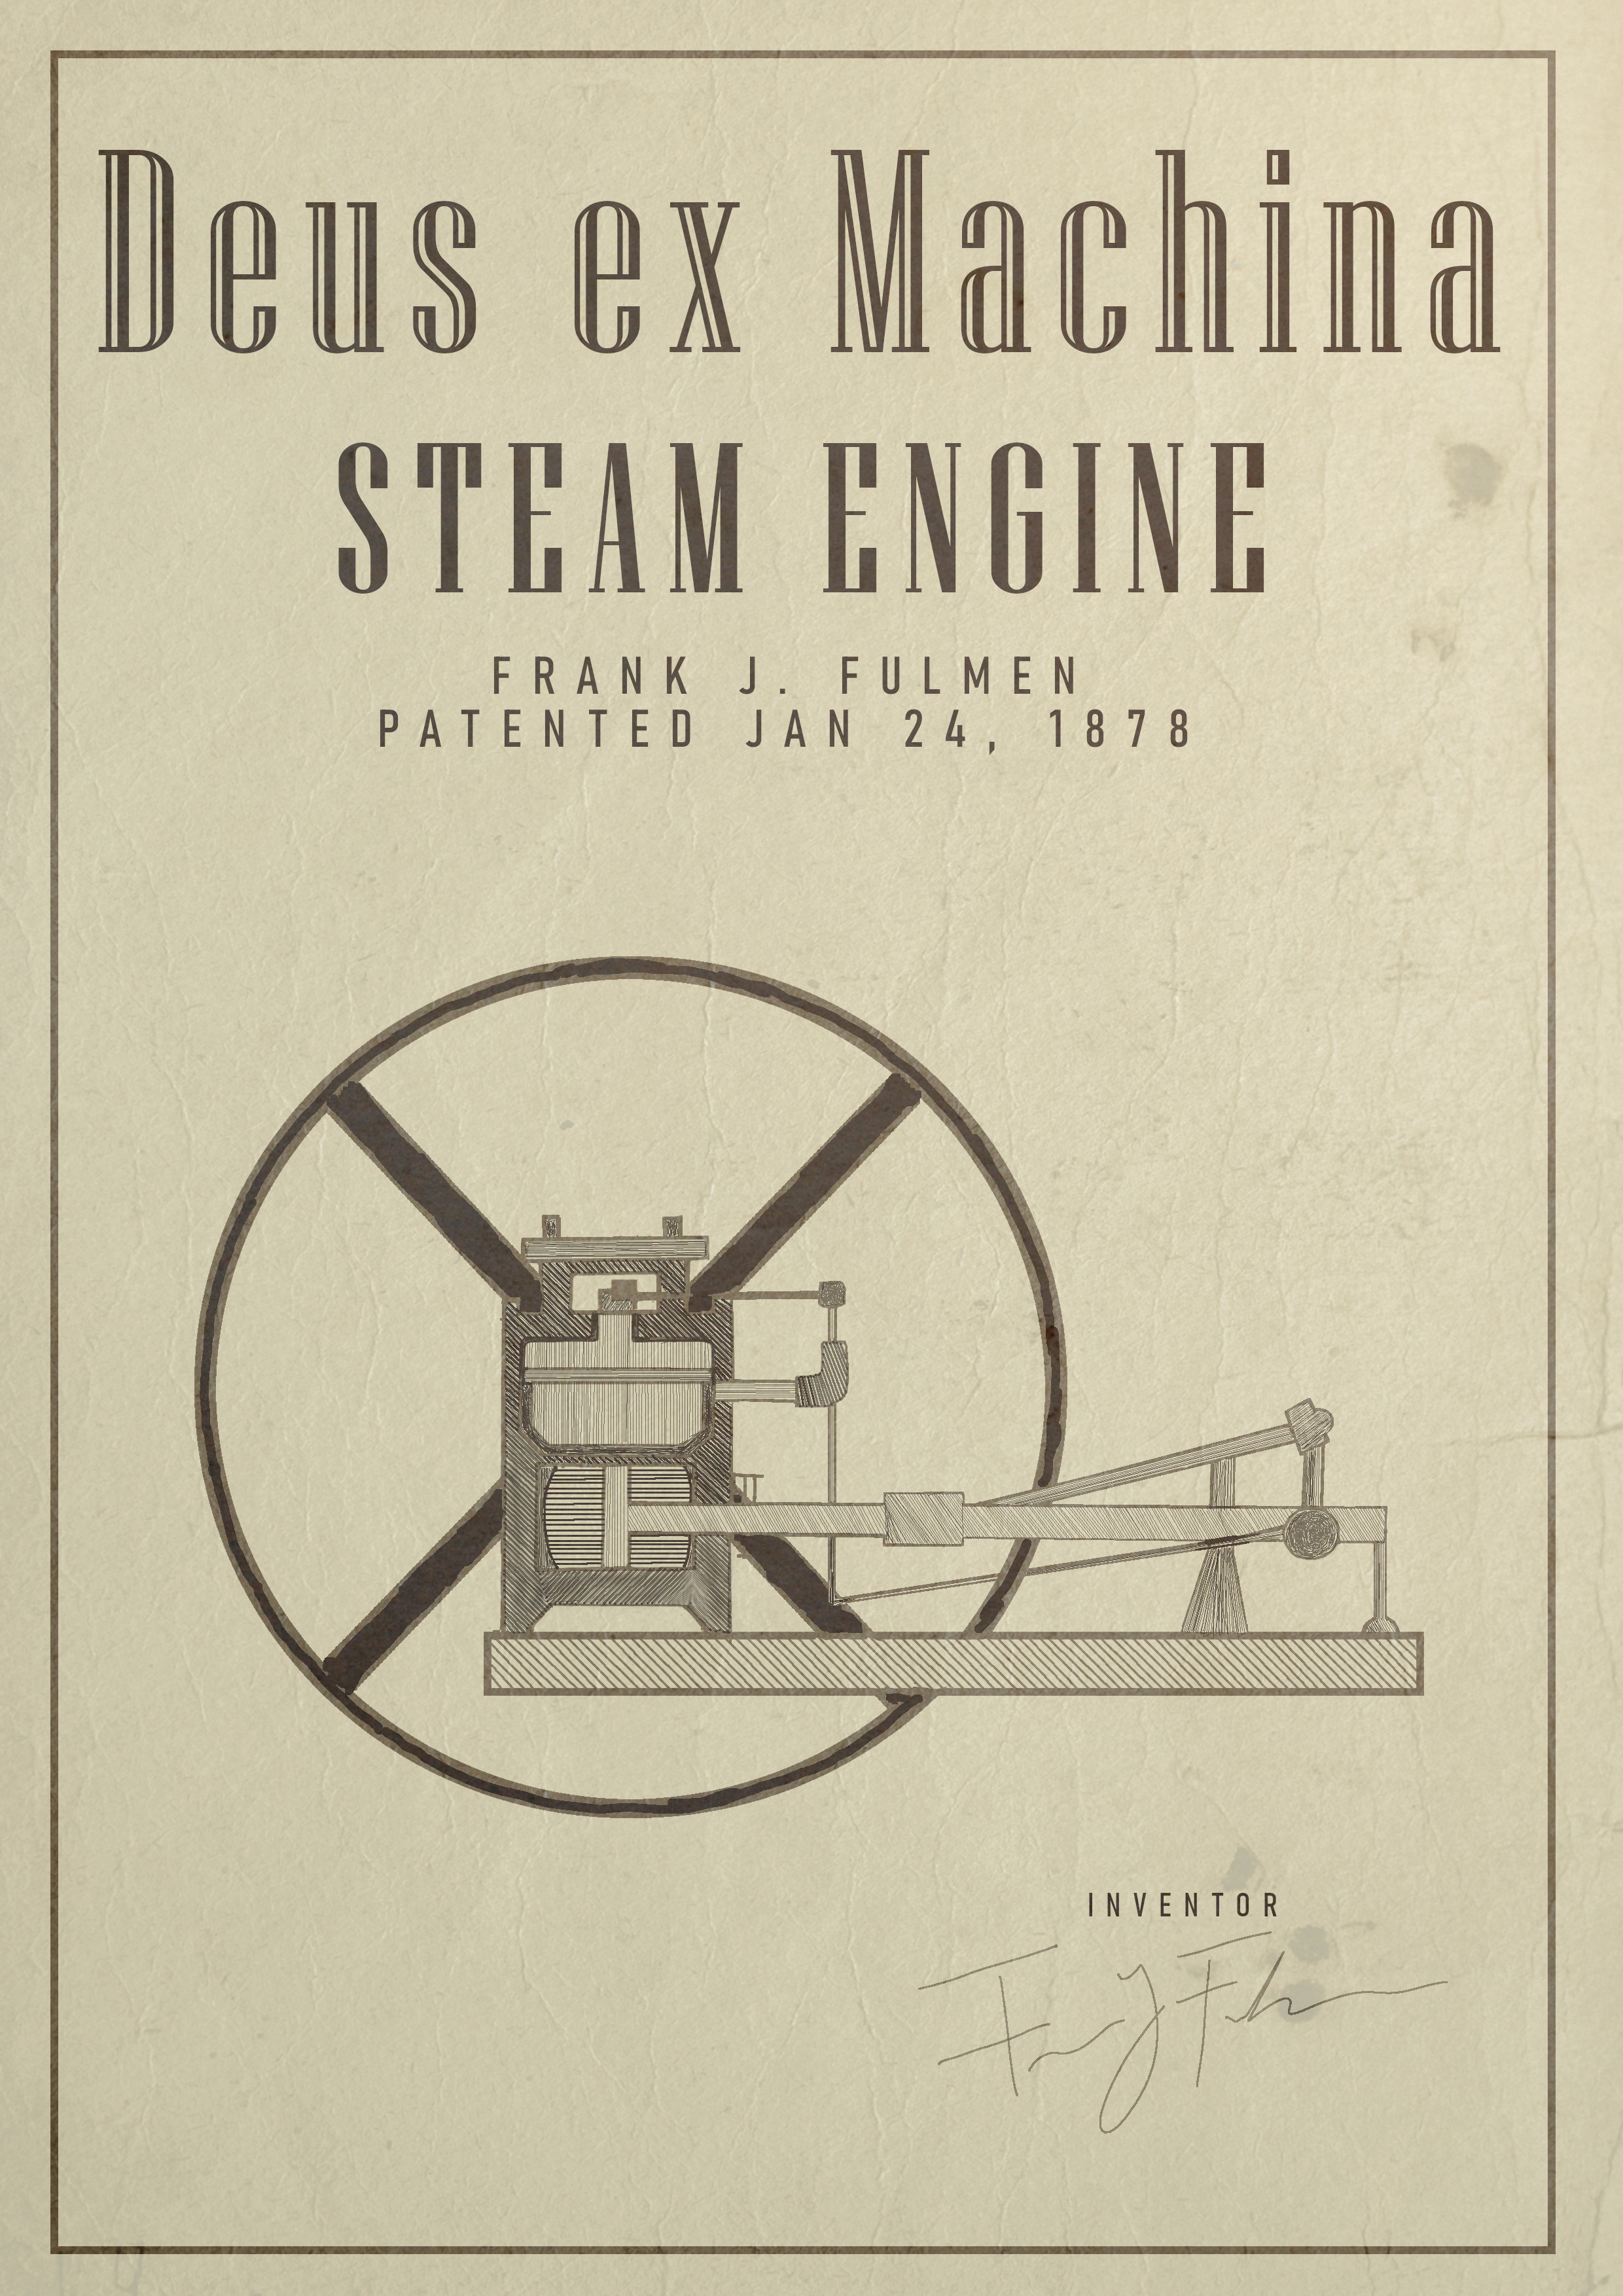 Deus ex Machina
STEAM ENGINE
FRANK J. FULMEN
PATENTED JAN 24, 1878
INVENTOR